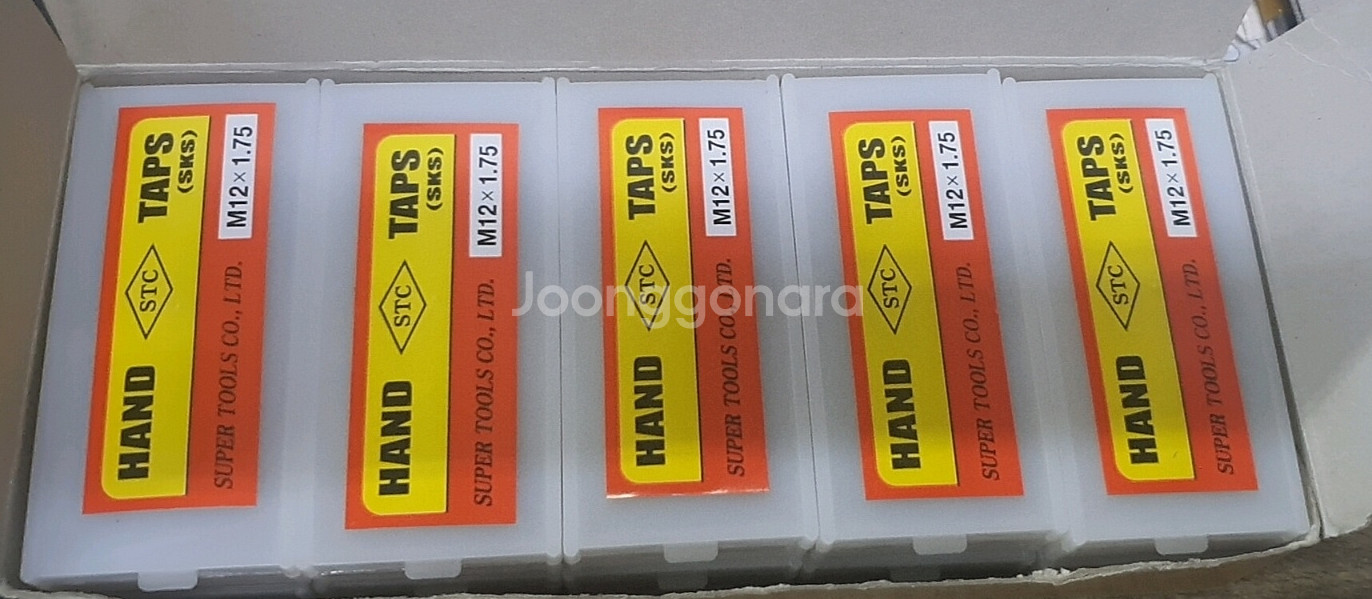 HAND STC TAPS
(SKS)
SUPER TOOLS CO., LTD.
M12×1.75
HAND STC TAPS
(SKS)
SUPER TOOLS CO., LTD.
M12×1.75
HAND STC TAPS
(SKS)
SUPER TOOLS CO., LTD.
M12×1.75
HAND STC TAPS
(SKS)
SUPER TOOLS CO., LTD.
M12×1.75
HAND STC TAPS
(SKS)
SUPER TOOLS CO., LTD.
M12×1.75
Joonggonara